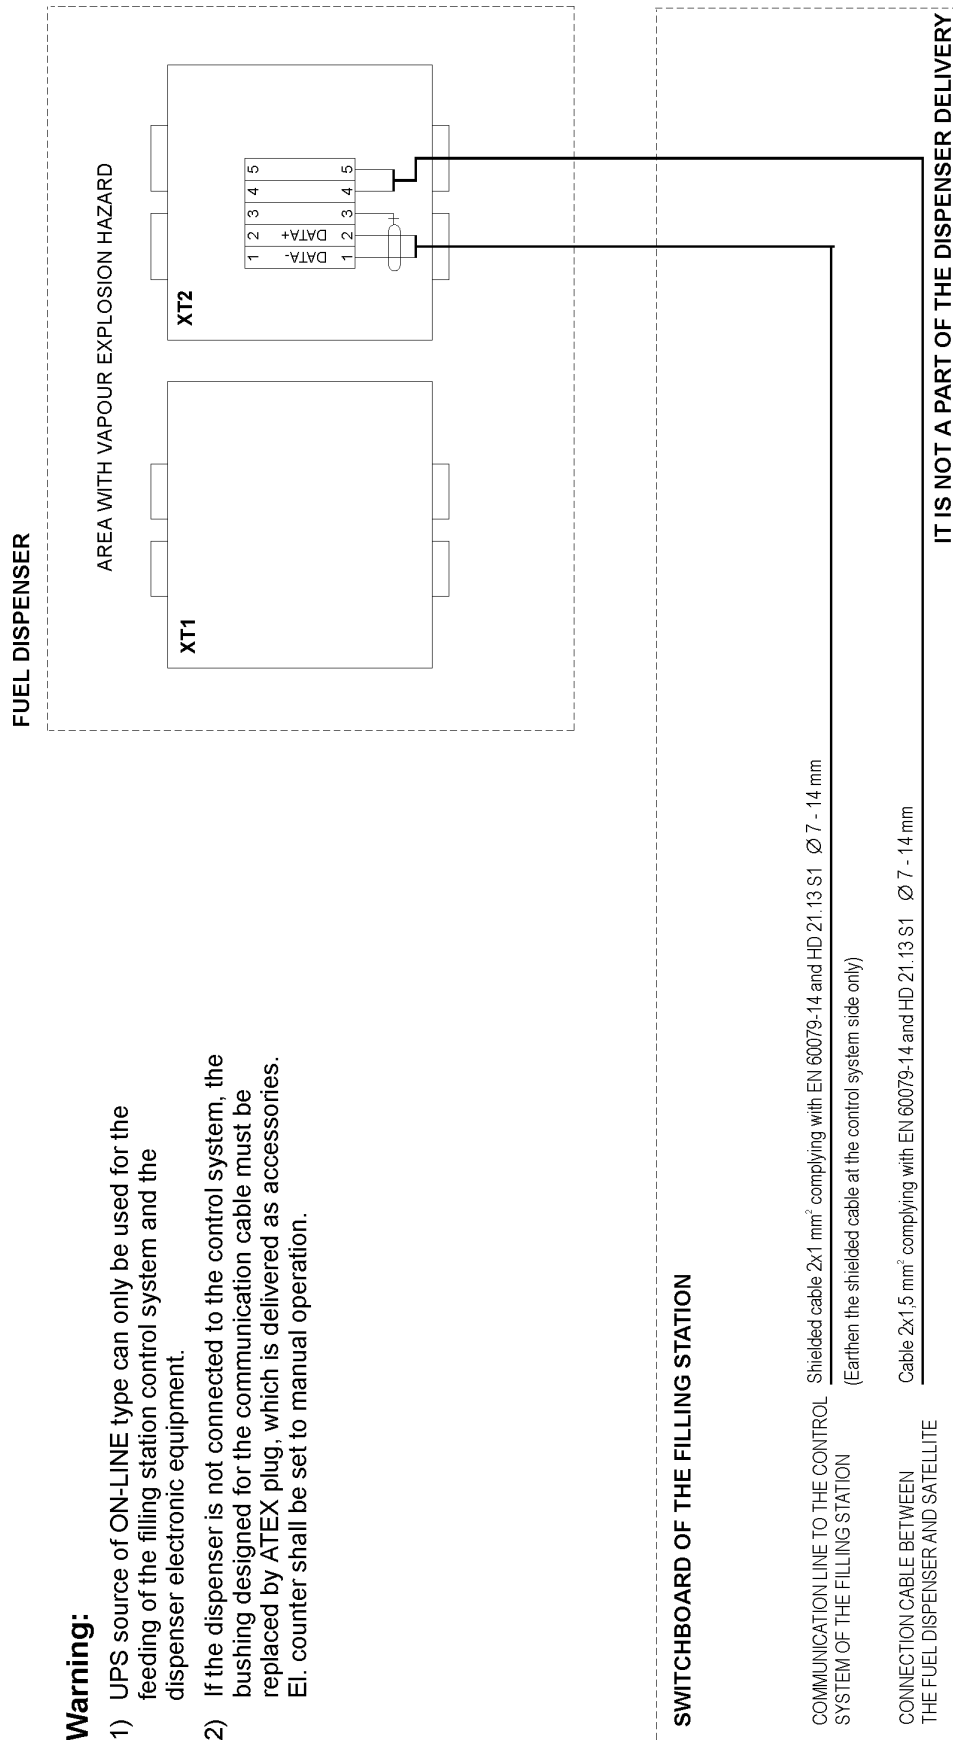 FUEL DISPENSER
AREA WITH VAPOUR EXPLOSION HAZARD
XT1
XT2
1 2 3 4 5
DATA-
DATA+
1 2 3 4 5
Warning:
1) UPS source of ON-LINE type can only be used for the
feeding of the filling station control system and the
dispenser electronic equipment.
2) If the dispenser is not connected to the control system, the
bushing designed for the communication cable must be
replaced by ATEX plug, which is delivered as accessories.
El. counter shall be set to manual operation.
SWITCHBOARD OF THE FILLING STATION
COMMUNICATION LINE TO THE CONTROL
SYSTEM OF THE FILLING STATION
Shielded cable 2x1 mm² complying with EN 60079-14 and HD 21.13 S1 Ø 7 - 14 mm
(Earthen the shielded cable at the control system side only)
CONNECTION CABLE BETWEEN
THE FUEL DISPENSER AND SATELLITE
Cable 2x1,5 mm² complying with EN 60079-14 and HD 21.13 S1 Ø 7 - 14 mm
IT IS NOT A PART OF THE DISPENSER DELIVERY